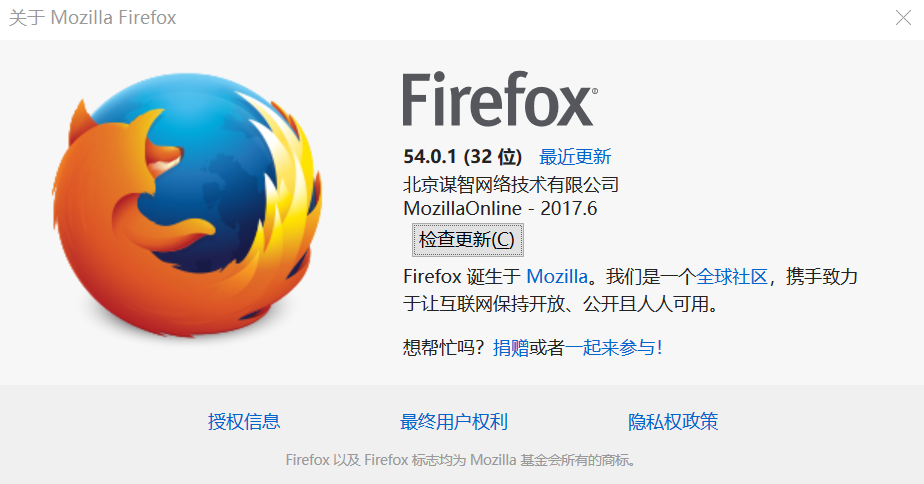 关于 Mozilla Firefox
Firefox®
54.0.1 (32 位) 最近更新
北京谋智网络技术有限公司
MozillaOnline - 2017.6
检查更新(C)
Firefox 诞生于 Mozilla。我们是一个全球社区，携手致力
于让互联网保持开放、公开且人人可用。
想帮忙吗？捐赠或者一起来参与！
授权信息 最终用户权利 隐私权政策
Firefox 以及 Firefox 标志均为 Mozilla 基金会所有的商标。